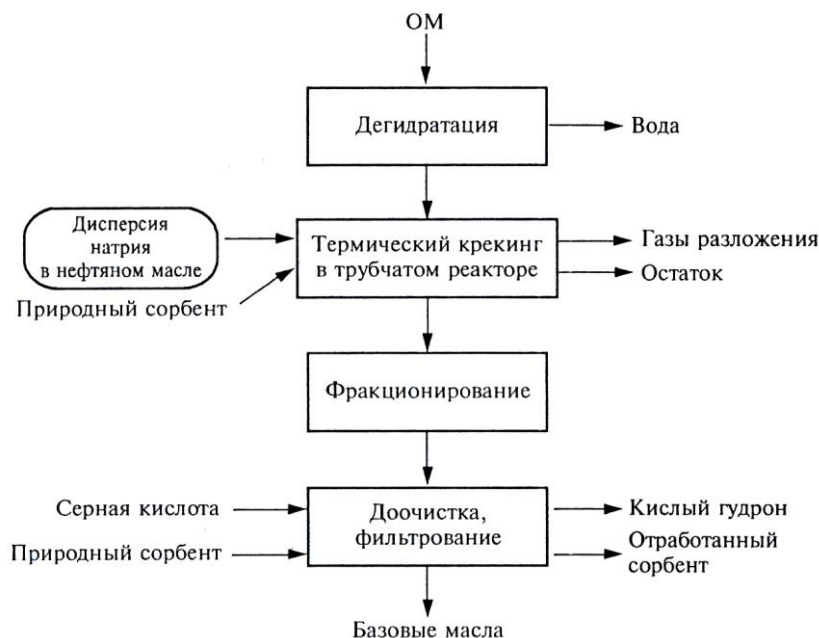 ОМ
Дегидратация
Вода
Дисперсия
натрия
в нефтяном масле
Природный сорбент
Термический крекинг
в трубчатом реакторе
Газы разложения
Остаток
Фракционирование
Серная кислота
Природный сорбент
Доочистка,
фильтрование
Кислый гудрон
Отработанный
сорбент
Базовые масла